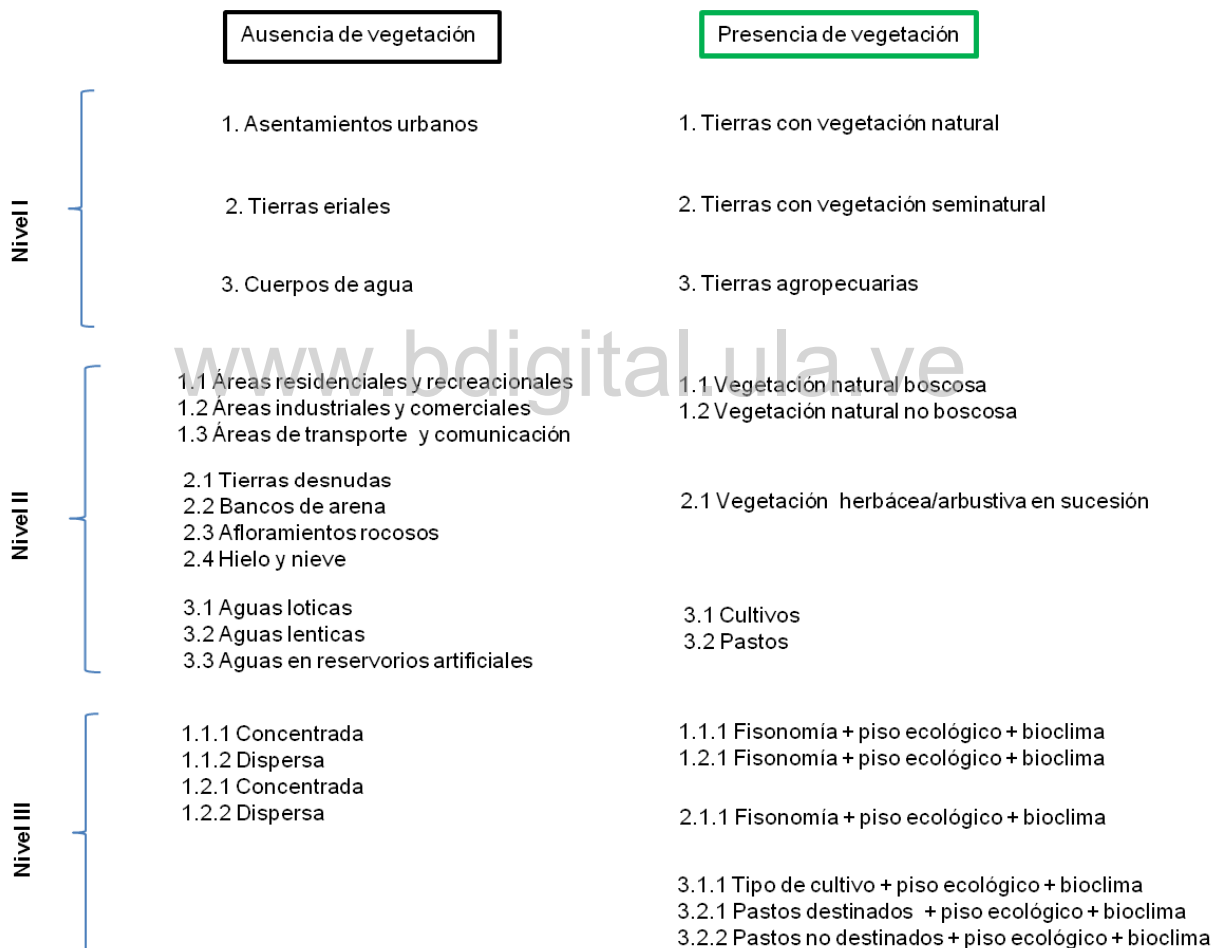 Ausencia de vegetación
Presencia de vegetación
Nivel I
1. Asentamientos urbanos
1. Tierras con vegetación natural
2. Tierras eriales
2. Tierras con vegetación seminatural
3. Cuerpos de agua
3. Tierras agropecuarias
www.bdigital.ula.ve
Nivel II
1.1 Áreas residenciales y recreacionales
1.2 Áreas industriales y comerciales
1.3 Áreas de transporte y comunicación
1.1 Vegetación natural boscosa
1.2 Vegetación natural no boscosa
2.1 Tierras desnudas
2.2 Bancos de arena
2.3 Afloramientos rocosos
2.4 Hielo y nieve
2.1 Vegetación herbácea/arbustiva en sucesión
3.1 Aguas loticas
3.2 Aguas lenticas
3.3 Aguas en reservorios artificiales
3.1 Cultivos
3.2 Pastos
Nivel III
1.1.1 Concentrada
1.1.2 Dispersa
1.2.1 Concentrada
1.2.2 Dispersa
1.1.1 Fisonomía + piso ecológico + bioclima
1.2.1 Fisonomía + piso ecológico + bioclima
2.1.1 Fisonomía + piso ecológico + bioclima
3.1.1 Tipo de cultivo + piso ecológico + bioclima
3.2.1 Pastos destinados + piso ecológico + bioclima
3.2.2 Pastos no destinados + piso ecológico + bioclima